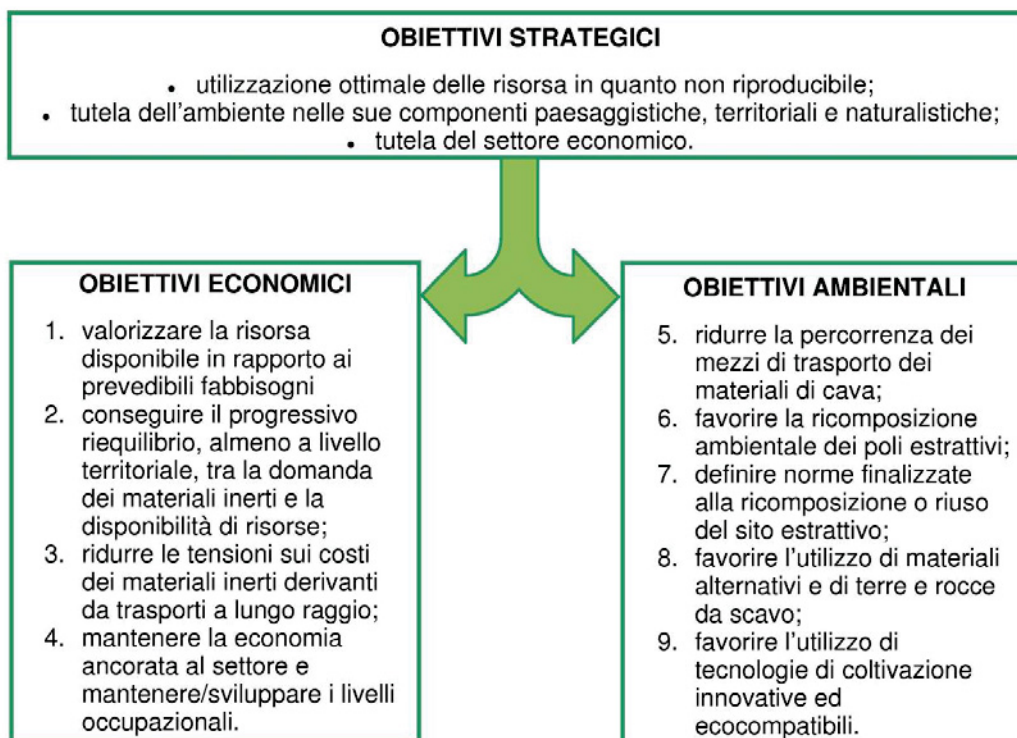 OBIETTIVI STRATEGICI
• utilizzazione ottimale delle risorsa in quanto non riproducibile;
• tutela dell'ambiente nelle sue componenti paesaggistiche, territoriali e naturalistiche;
• tutela del settore economico.
OBIETTIVI ECONOMICI
1. valorizzare la risorsa
disponibile in rapporto ai
prevedibili fabbisogni
2. conseguire il progressivo
riequilibrio, almeno a livello
territoriale, tra la domanda
dei materiali inerti e la
disponibilità di risorse;
3. ridurre le tensioni sui costi
dei materiali inerti derivanti
da trasporti a lungo raggio;
4. mantenere la economia
ancorata al settore e
mantenere/sviluppare i livelli
occupazionali.
OBIETTIVI AMBIENTALI
5. ridurre la percorrenza dei
mezzi di trasporto dei
materiali di cava;
6. favorire la ricomposizione
ambientale dei poli estrattivi;
7. definire norme finalizzate
alla ricomposizione o riuso
del sito estrattivo;
8. favorire l'utilizzo di materiali
alternativi e di terre e rocce
da scavo;
9. favorire l'utilizzo di
tecnologie di coltivazione
innovative ed
ecocompatibili.